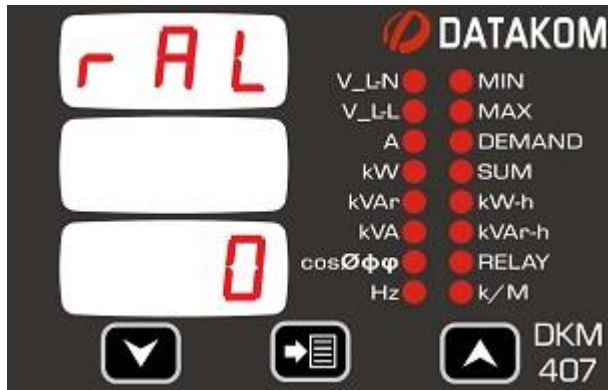 DATAKOM
rAL
V_L-N MIN
V_L-L MAX
A DEMAND
kW SUM
kVAr kW-h
kVA kVAr-h
cosØφφ RELAY
0
Hz k/M
DKM
407